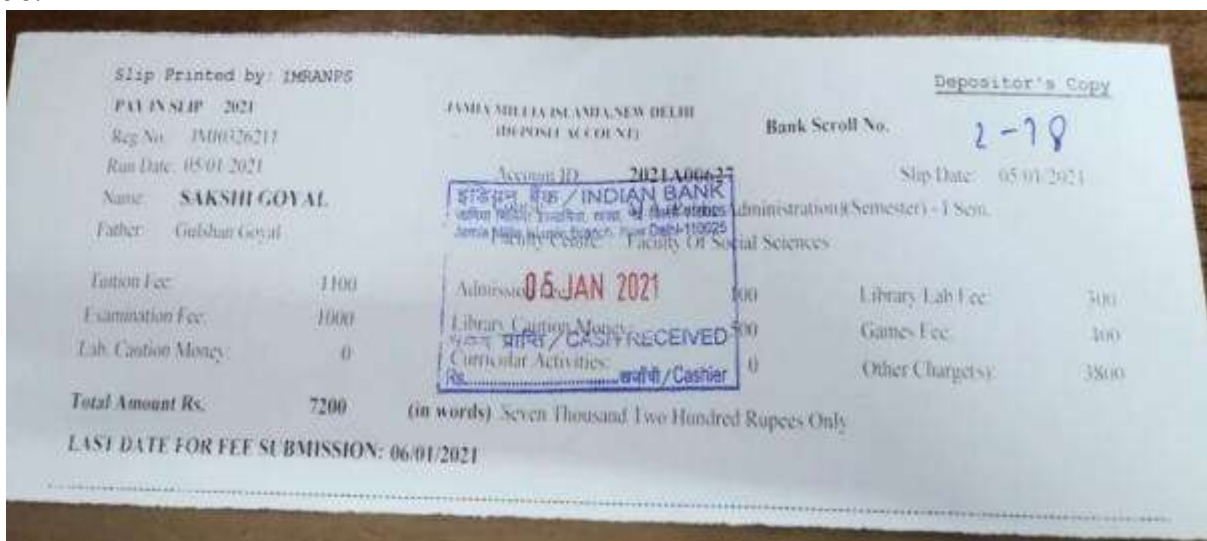 Slip Printed by: IMRANPS
Depositor's Copy
PAY IN SLIP 2021
JAMIA MILLIA ISLAMIA, NEW DELHI
Reg No. JMI0326211
(DEPOSIT ACCOUNT)
Bank Scroll No. 2-78
Run Date: 05/01/2021
Account ID 2021A00627
Slip Date: 05/01/2021
Name: SAKSHI GOYAL
इंडियन बैंक / INDIAN BANK
Administration(Semester) - I Sem.
New Delhi-110025
Father: Gulshan Goyal
Faculty/Centre: Faculty Of Social Sciences
Tuition Fee: 1100
05 JAN 2021
Library/Lab Fee: 300
Examination Fee: 1000
Library Caution Money: 500
Games Fee:
प्राप्ति / CASH RECEIVED
Lab. Caution Money: 0
Curricular Activities: 0
Other Charge(s): 3800
Rs. खजांची/Cashier
Total Amount Rs. 7200 (in words) Seven Thousand Two Hundred Rupees Only
LAST DATE FOR FEE SUBMISSION: 06/01/2021